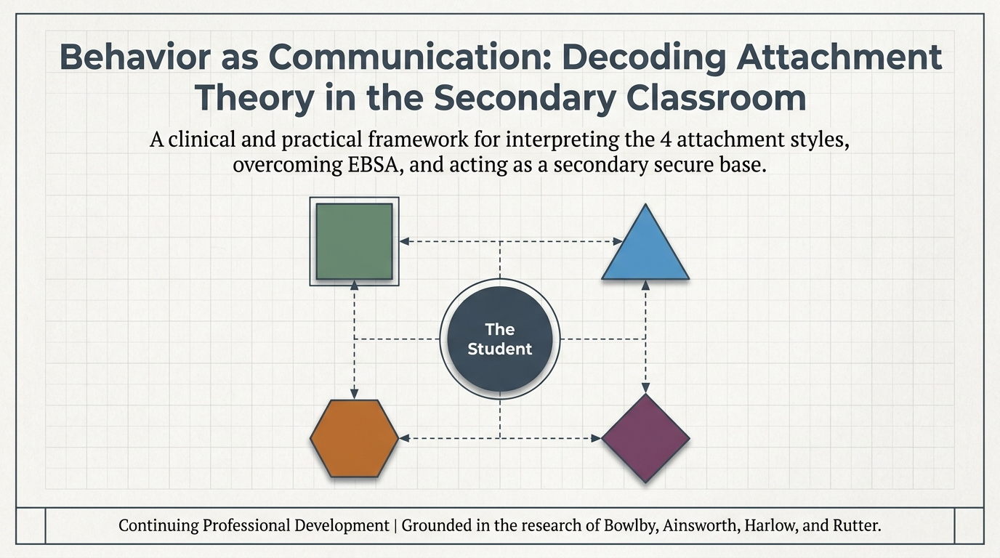 Behavior as Communication: Decoding Attachment
Theory in the Secondary Classroom
A clinical and practical framework for interpreting the 4 attachment styles,
overcoming EBSA, and acting as a secondary secure base.
The
Student
Continuing Professional Development | Grounded in the research of Bowlby, Ainsworth, Harlow, and Rutter.